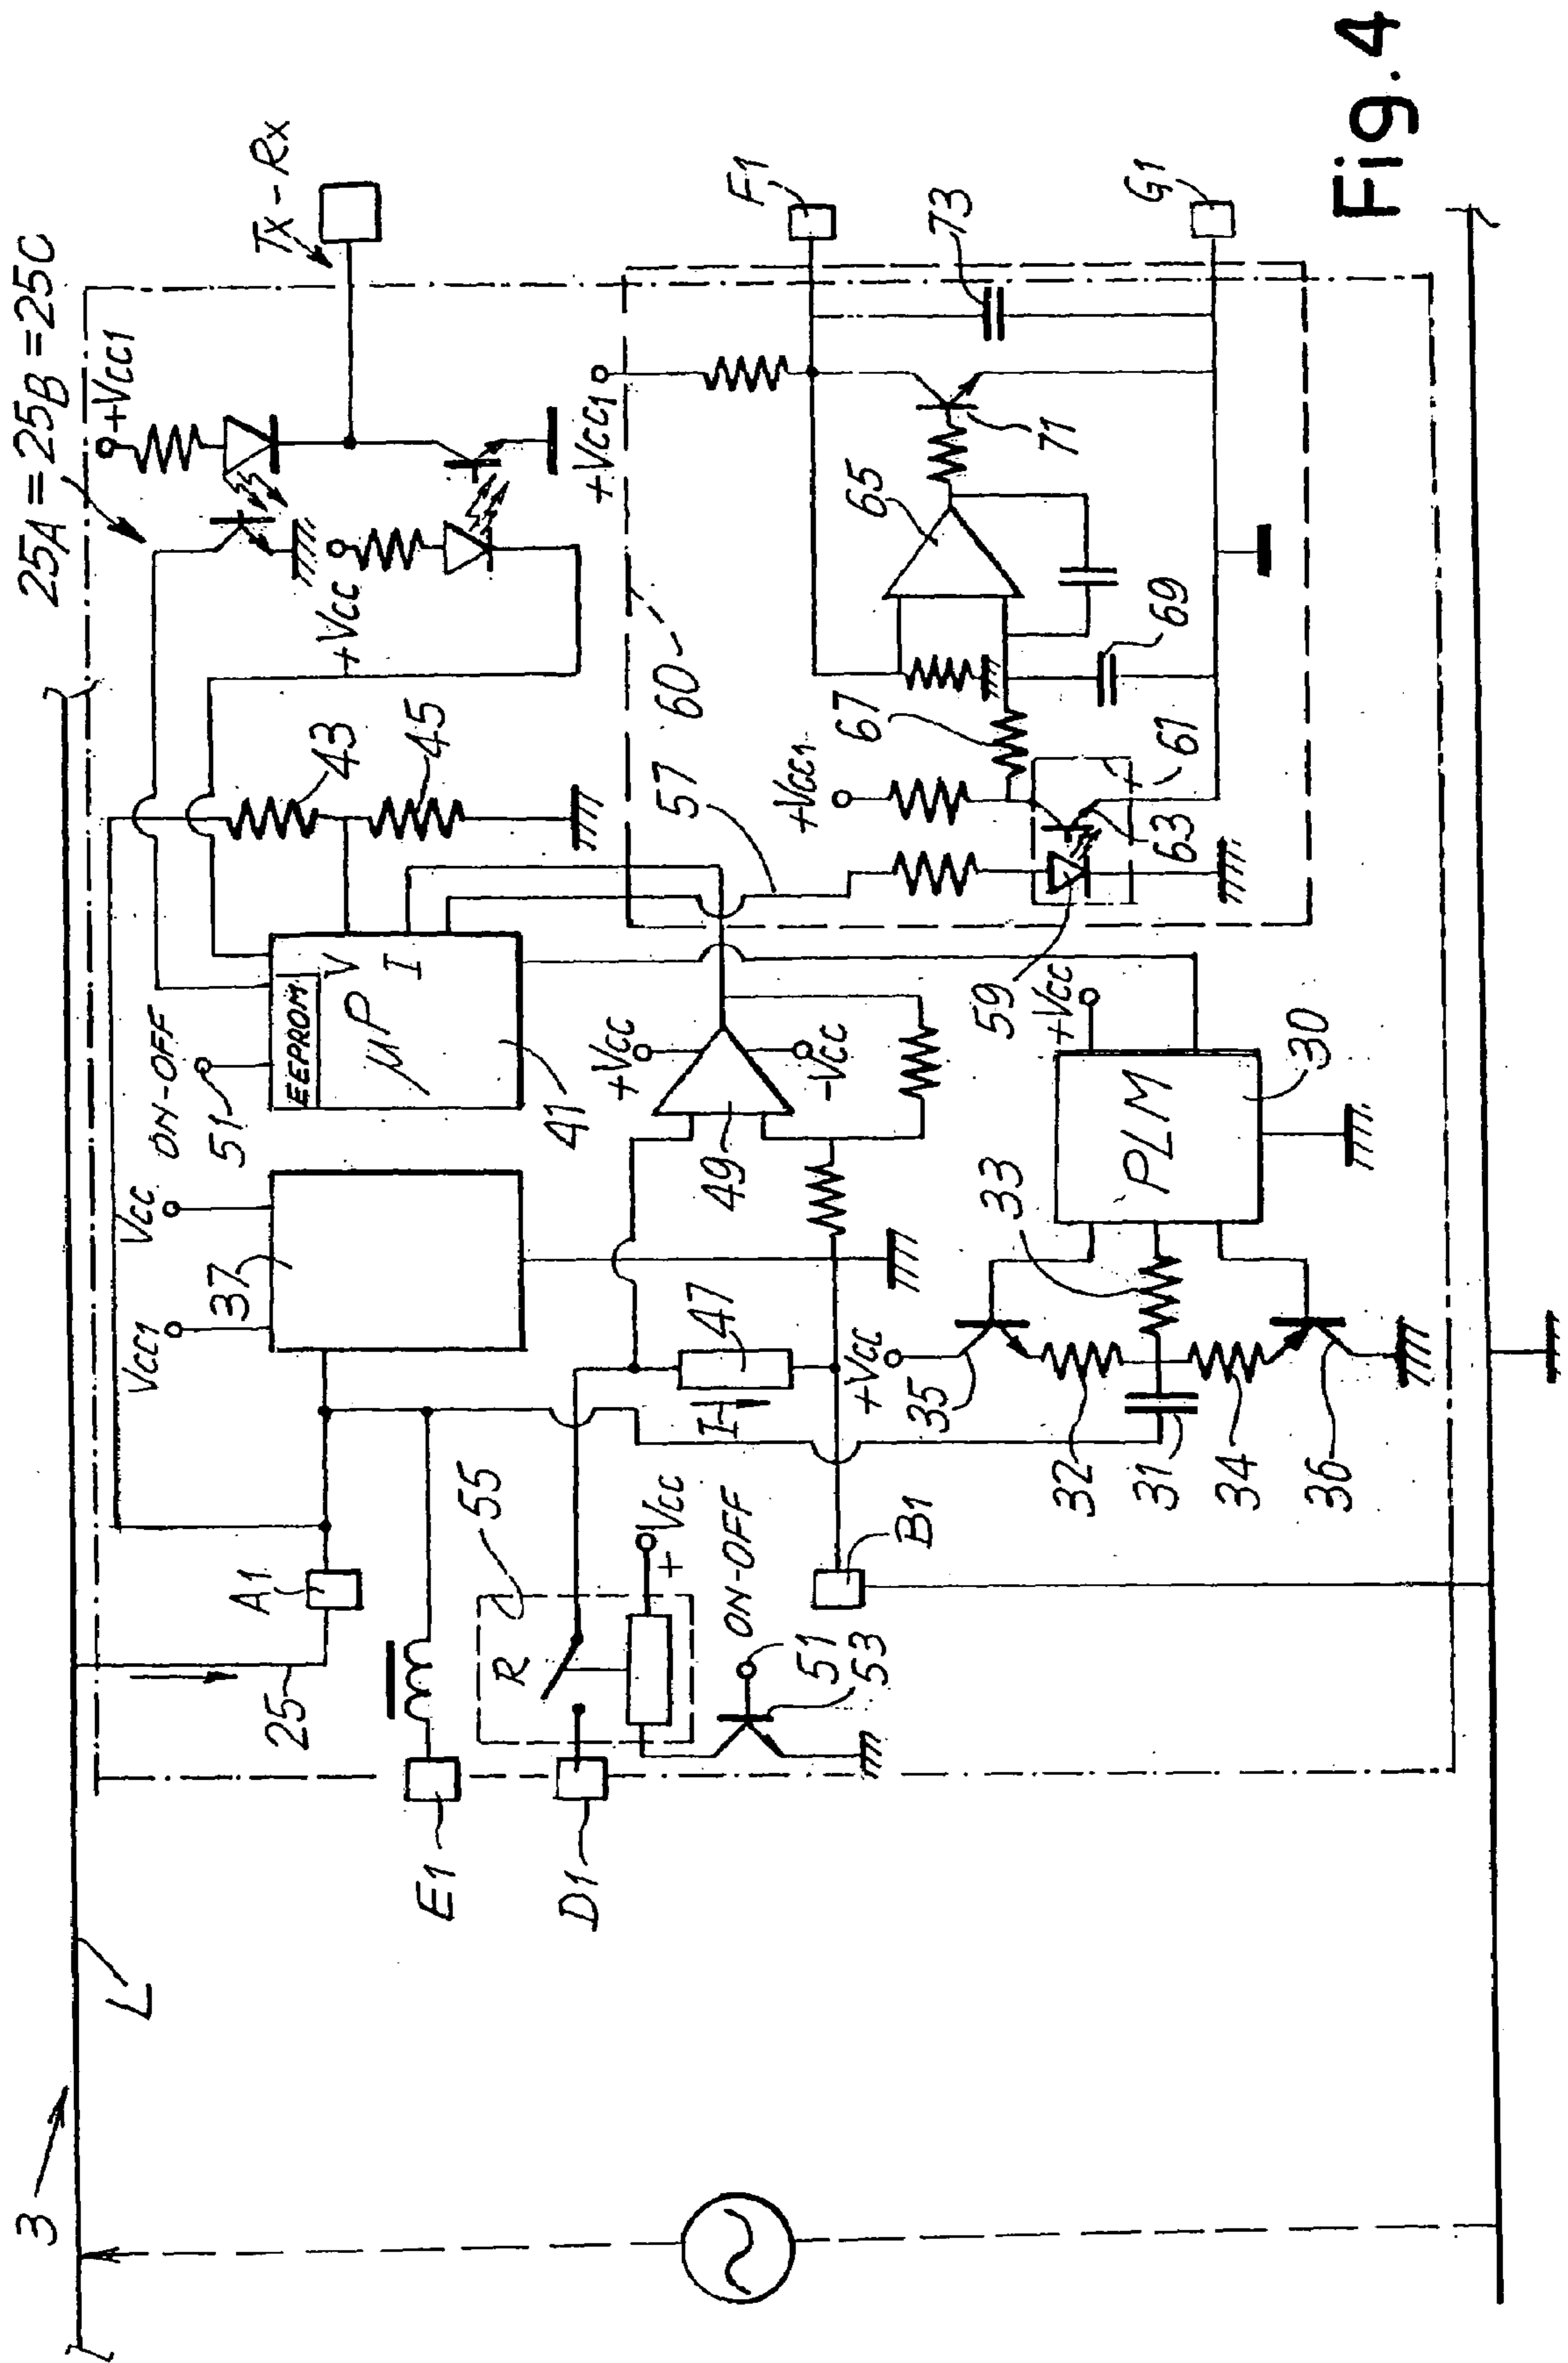 3
L
25A = 25B = 25C
+Vcc1
Tx-Rx
Vcc1
Vcc
ON-OFF
51
37
EEPROM
V
I
µP
41
43
45
+Vcc
A1
25
E1
55
R
D1
+Vcc
ON-OFF
51
53
I
47
49
+Vcc
-Vcc
57
60
+Vcc1
F1
73
65
71
67
69
+Vcc1
61
63
59
G1
B1
+Vcc
35
33
32
31
34
36
+Vcc
PLM
30
Fig. 4